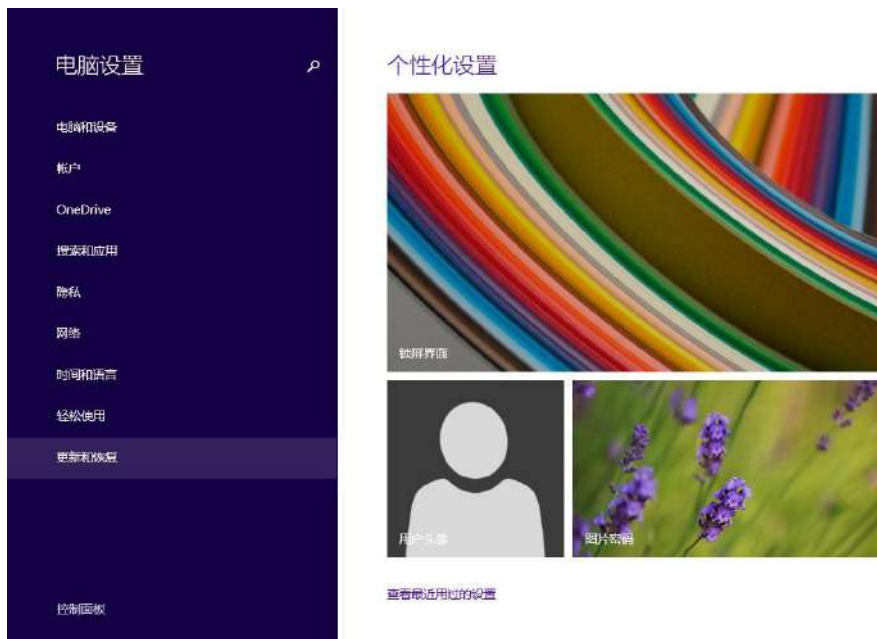 电脑设置
电脑和设备
帐户
OneDrive
搜索和应用
隐私
网络
时间和语言
轻松使用
更新和恢复
控制面板
个性化设置
锁屏界面
用户头像
图片密码
查看最近用过的设置